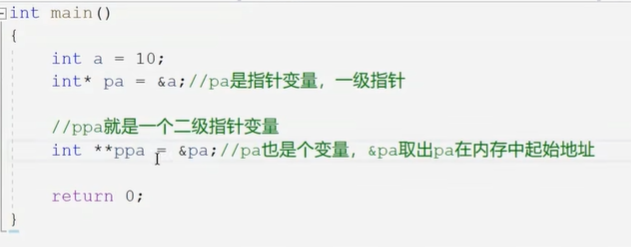 int main()
{
int a = 10;
int* pa = &a;//pa是指针变量，一级指针
//ppa就是一个二级指针变量
int **ppa = &pa;//pa也是个变量，&pa取出pa在内存中起始地址
return 0;
}